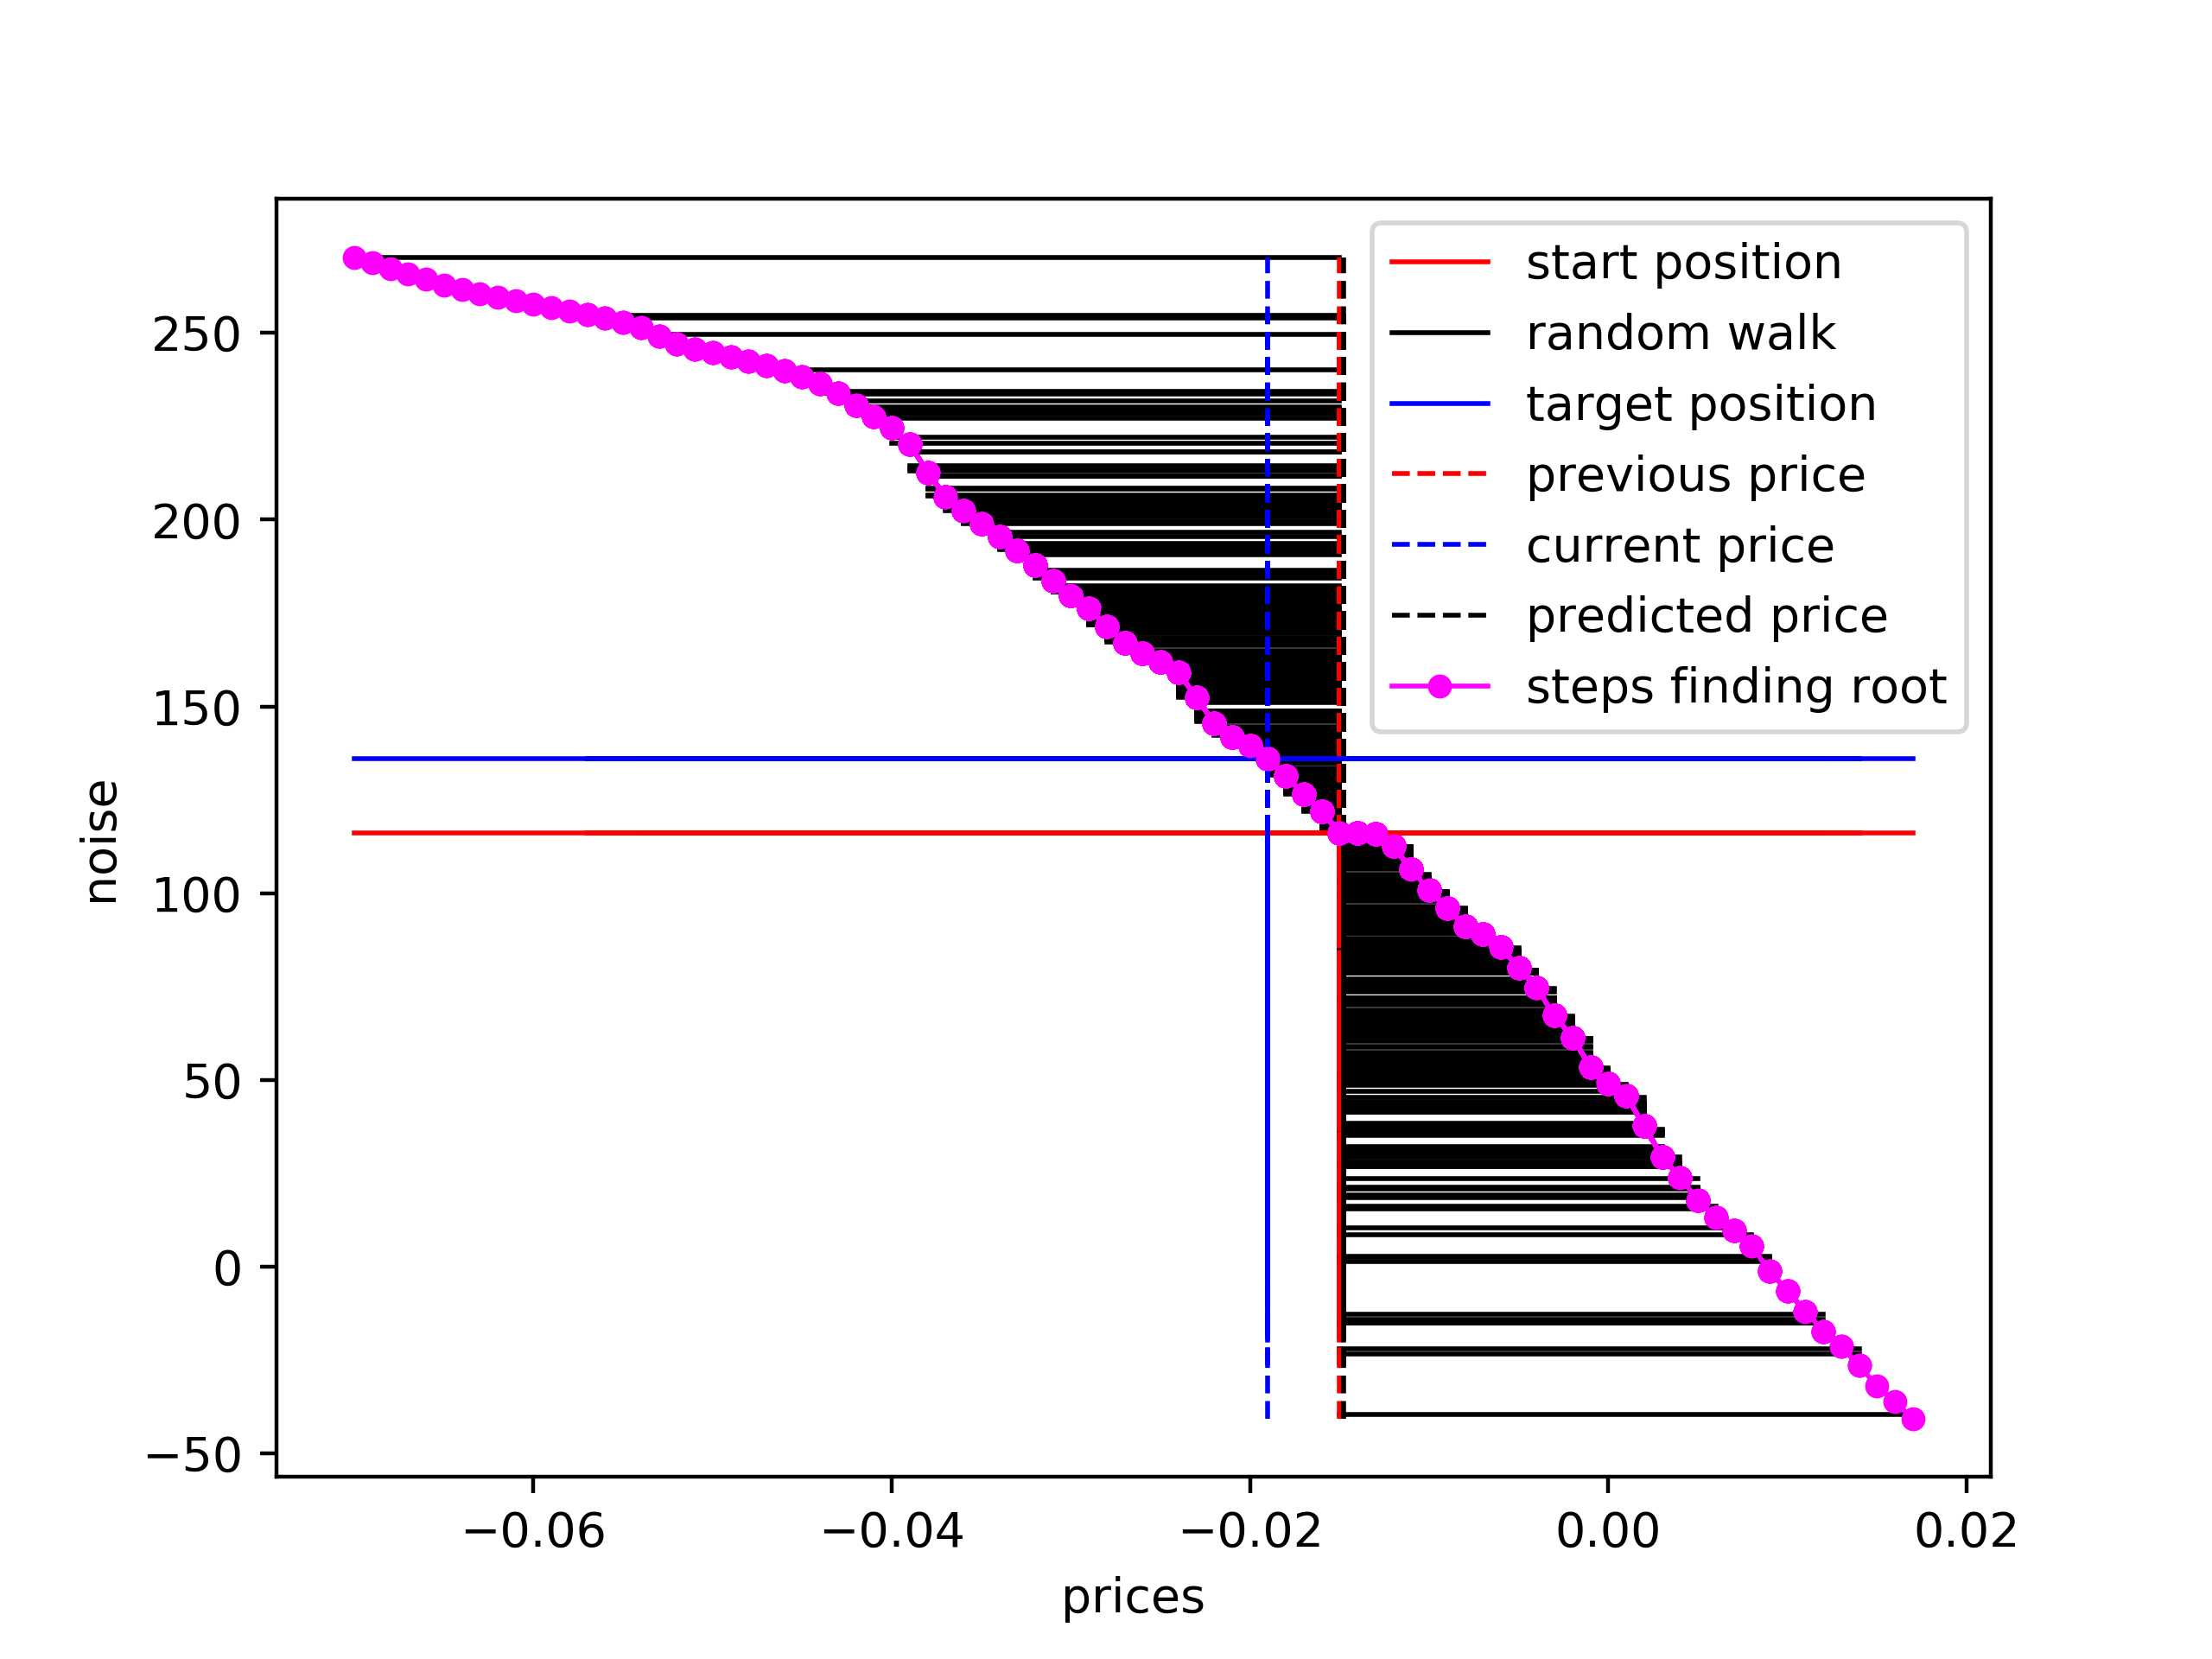 start position
random walk
target position
previous price
current price
predicted price
steps finding root
250
200
150
100
50
0
−50
noise
−0.06
−0.04
−0.02
0.00
0.02
prices